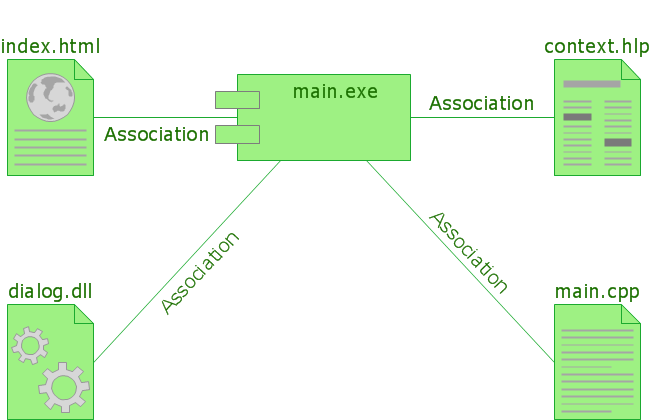 index.html
context.hlp
main.exe
Association
Association
Association
Association
dialog.dll
main.cpp